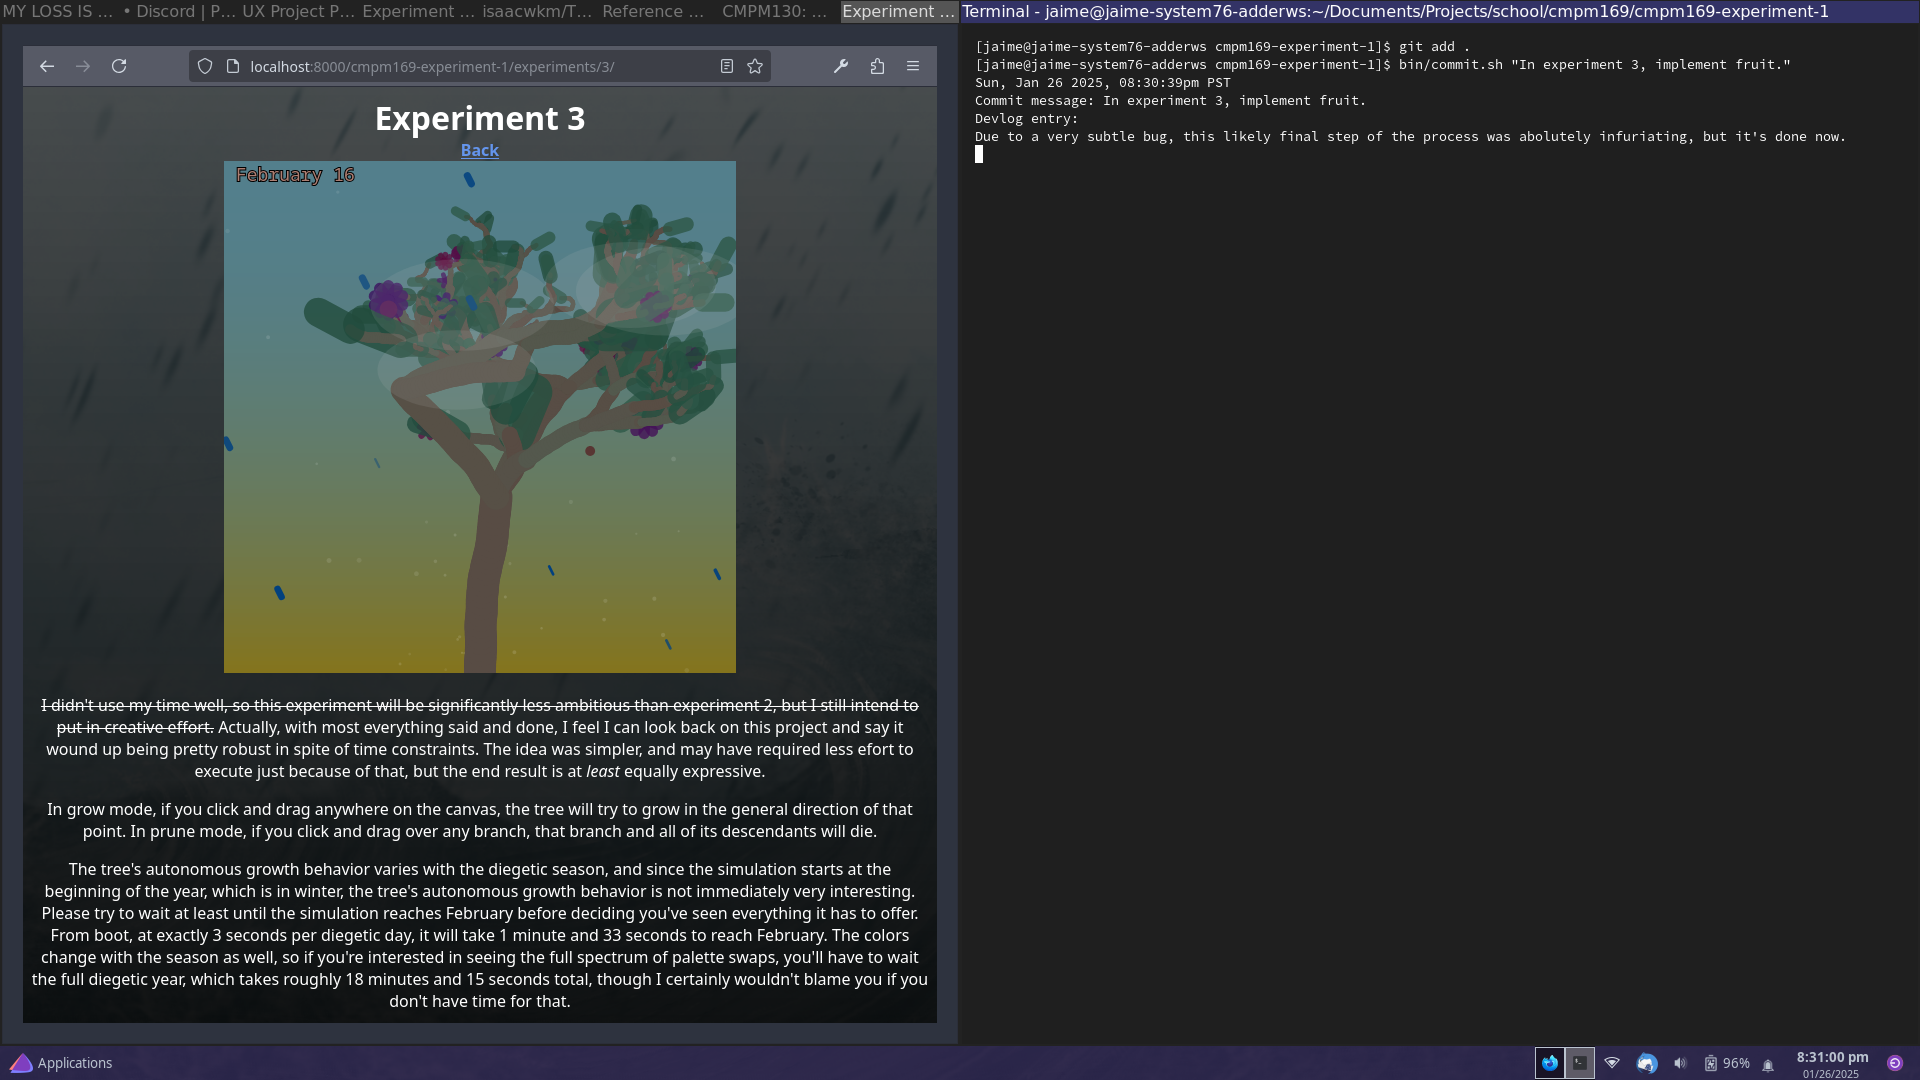 MY LOSS IS ... • Discord | P... UX Project P... Experiment ... isaacwkm/T... Reference ... CMPM130: ... Experiment ...
Terminal - jaime@jaime-system76-adderws:~/Documents/Projects/school/cmpm169/cmpm169-experiment-1
localhost:8000/cmpm169-experiment-1/experiments/3/
Experiment 3
Back
February 16
I didn't use my time well, so this experiment will be significantly less ambitious than experiment 2, but I still intend to
put in creative effort. Actually, with most everything said and done, I feel I can look back on this project and say it
wound up being pretty robust in spite of time constraints. The idea was simpler, and may have required less efort to
execute just because of that, but the end result is at least equally expressive.
In grow mode, if you click and drag anywhere on the canvas, the tree will try to grow in the general direction of that
point. In prune mode, if you click and drag over any branch, that branch and all of its descendants will die.
The tree's autonomous growth behavior varies with the diegetic season, and since the simulation starts at the
beginning of the year, which is in winter, the tree's autonomous growth behavior is not immediately very interesting.
Please try to wait at least until the simulation reaches February before deciding you've seen everything it has to offer.
From boot, at exactly 3 seconds per diegetic day, it will take 1 minute and 33 seconds to reach February. The colors
change with the season as well, so if you're interested in seeing the full spectrum of palette swaps, you'll have to wait
the full diegetic year, which takes roughly 18 minutes and 15 seconds total, though I certainly wouldn't blame you if you
don't have time for that.
[jaime@jaime-system76-adderws cmpm169-experiment-1]$ git add .
[jaime@jaime-system76-adderws cmpm169-experiment-1]$ bin/commit.sh "In experiment 3, implement fruit."
Sun, Jan 26 2025, 08:30:39pm PST
Commit message: In experiment 3, implement fruit.
Devlog entry:
Due to a very subtle bug, this likely final step of the process was abolutely infuriating, but it's done now.
Applications
96%
8:31:00 pm
01/26/2025